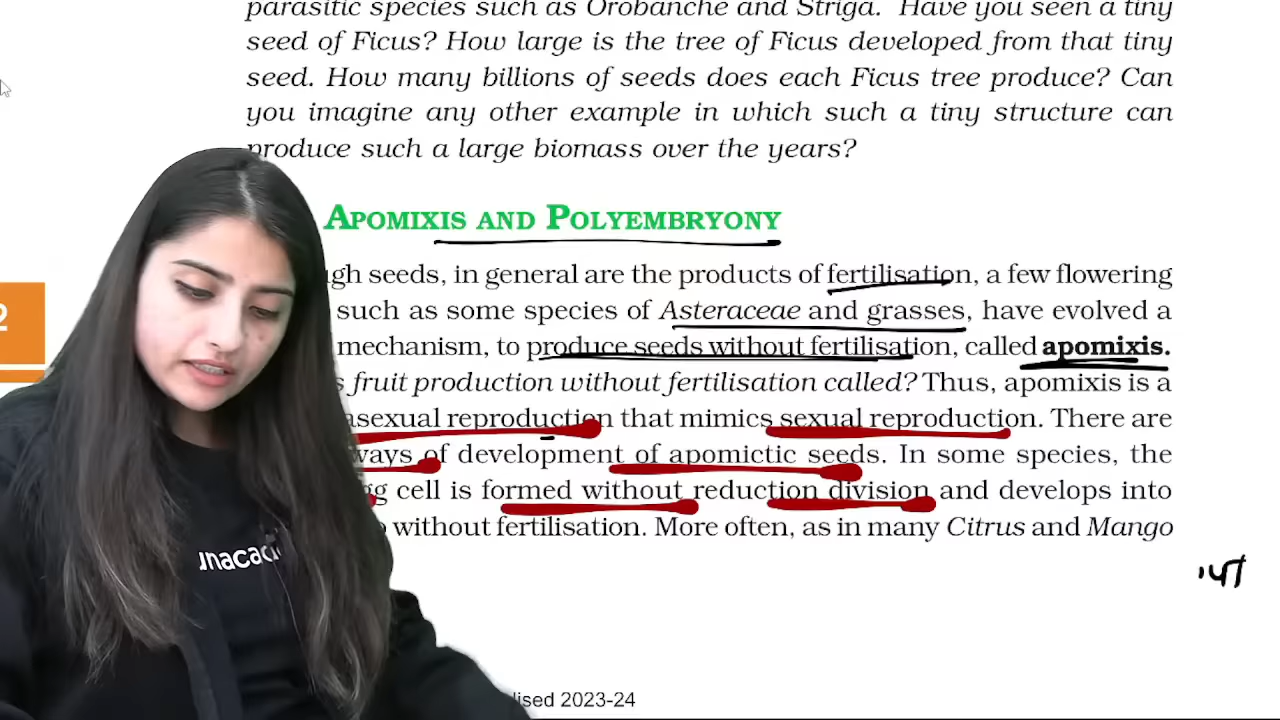 parasitic species such as Orobanche and Striga. Have you seen a tiny
seed of Ficus? How large is the tree of Ficus developed from that tiny
seed. How many billions of seeds does each Ficus tree produce? Can
you imagine any other example in which such a tiny structure can
produce such a large biomass over the years?
APOMIXIS AND POLYEMBRYONY
gh seeds, in general are the products of fertilisation, a few flowering
such as some species of Asteraceae and grasses, have evolved a
2
mechanism, to produce seeds without fertilisation, called apomixis.
s fruit production without fertilisation called? Thus, apomixis is a
asexual reproduction that mimics sexual reproduction. There are
ways of development of apomictic seeds. In some species, the
gg cell is formed without reduction division and develops into
without fertilisation. More often, as in many Citrus and Mango
unacad
ised 2023-24